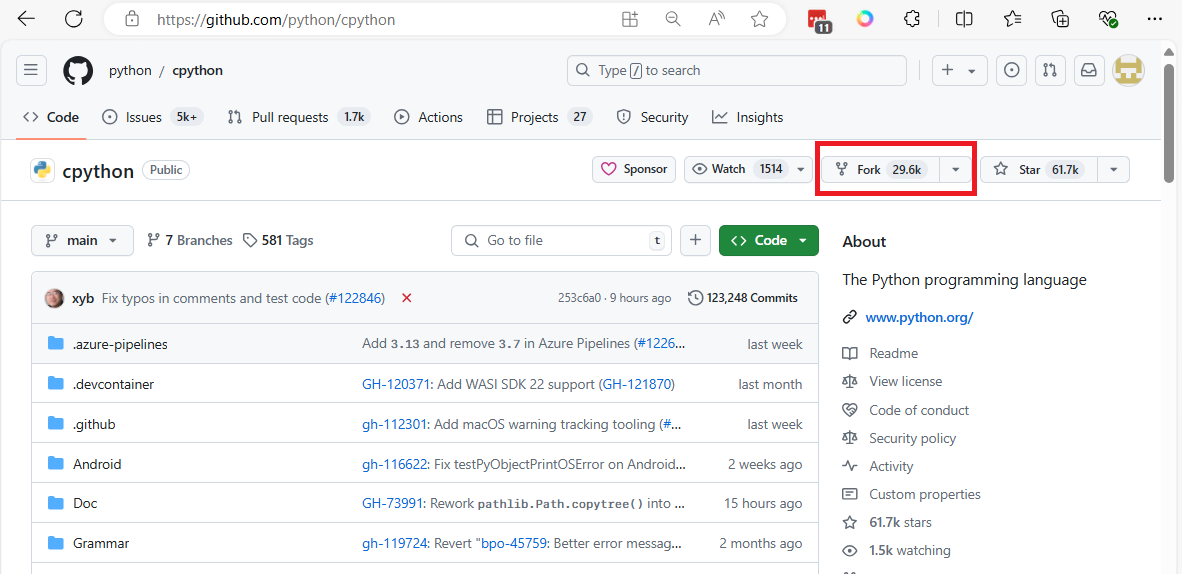 https://github.com/python/cpython
11
python / cpython
Type / to search
Code Issues 5k+ Pull requests 1.7k Actions Projects 27 Security Insights
cpython Public Sponsor Watch 1514 Fork 29.6k Star 61.7k
main 7 Branches 581 Tags Go to file t Code
About
The Python programming language
xyb Fix typos in comments and test code (#122846) 253c6a0 · 9 hours ago 123,248 Commits
www.python.org/
.azure-pipelines Add 3.13 and remove 3.7 in Azure Pipelines (#1226... last week
Readme
.devcontainer GH-120371: Add WASI SDK 22 support (GH-121870) last month
View license
.github gh-112301: Add macOS warning tracking tooling (#... last week
Code of conduct
Security policy
Android gh-116622: Fix testPyObjectPrintOSError on Android... 2 weeks ago
Activity
Doc GH-73991: Rework pathlib.Path.copytree() into ... 15 hours ago
Custom properties
61.7k stars
Grammar gh-119724: Revert "bpo-45759: Better error messag... 2 months ago
1.5k watching